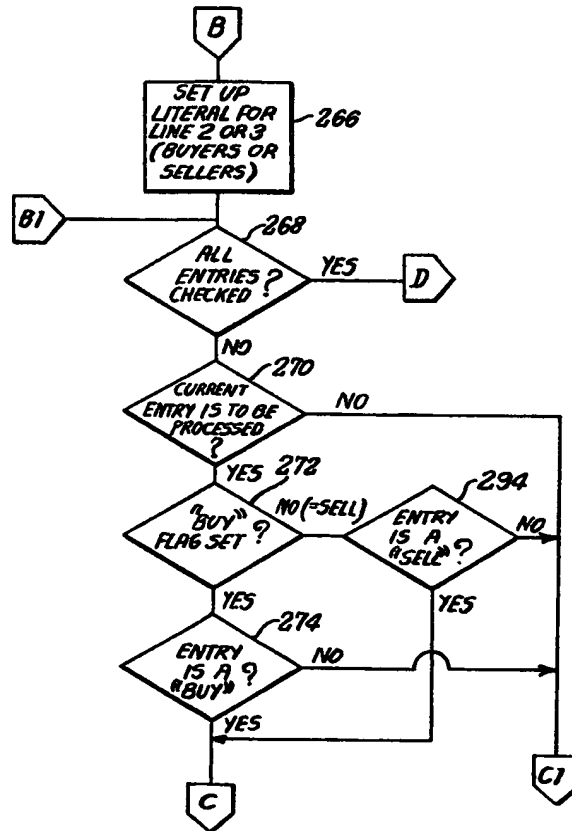 B
SET UP
LITERAL FOR
LINE 2 OR 3
(BUYERS OR
SELLERS)
266
B1
268
ALL
ENTRIES
CHECKED?
YES
D
NO
270
CURRENT
ENTRY IS TO BE
PROCESSED
?
NO
YES
272
"BUY"
FLAG SET?
NO (=SELL)
294
ENTRY
IS A
"SELL"?
NO
YES
YES
274
ENTRY
IS A
"BUY"?
NO
YES
C
C1